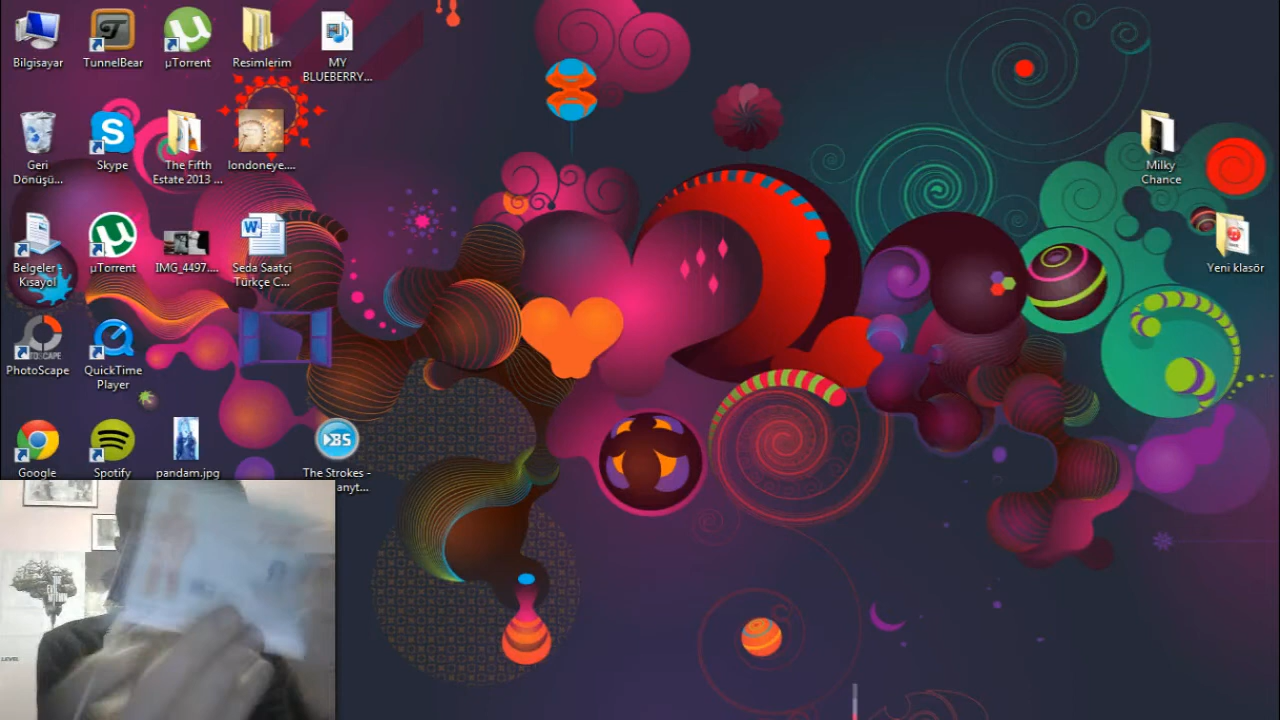 Bilgisayar
TunnelBear
µTorrent
Resimlerim
MY
BLUEBERRY...
Geri
Dönüşü...
Skype
The Fifth
Estate 2013 ...
londoneye....
Milky
Chance
Belgeler -
Kısayol
µTorrent
IMG_4497....
Seda Saatçi
Türkçe C...
Yeni klasör
PhotoScape
QuickTime
Player
Google
Spotify
pandam.jpg
The Strokes -
anyt...